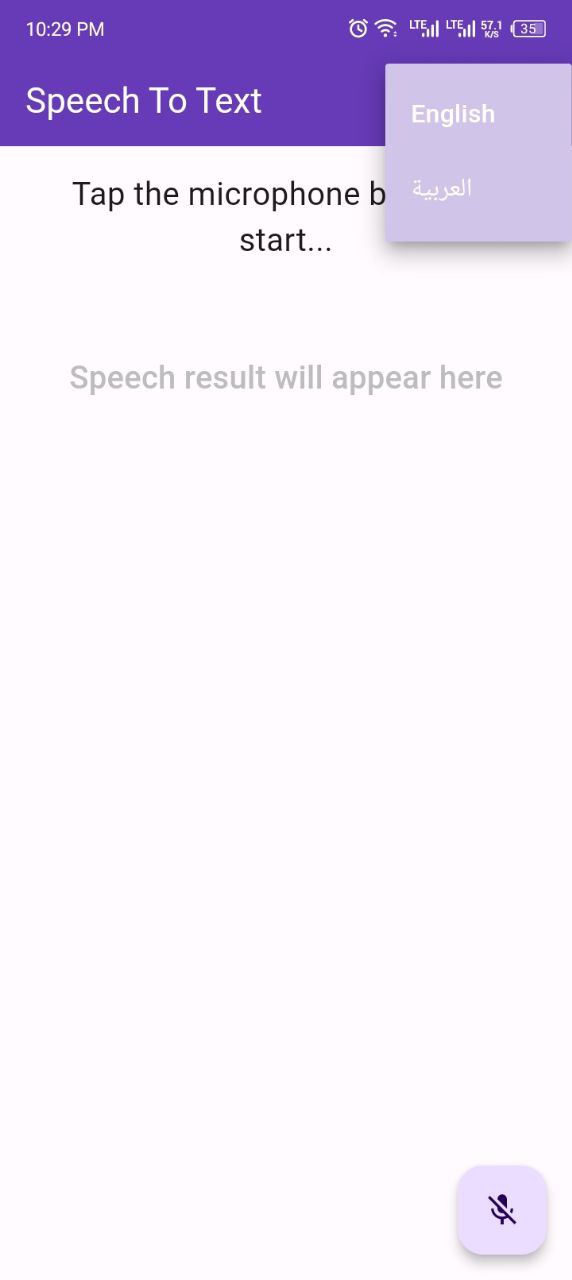 10:29 PM
LTE LTE 57.1 K/S 35
Speech To Text
English
العربية
Tap the microphone b
start...
Speech result will appear here